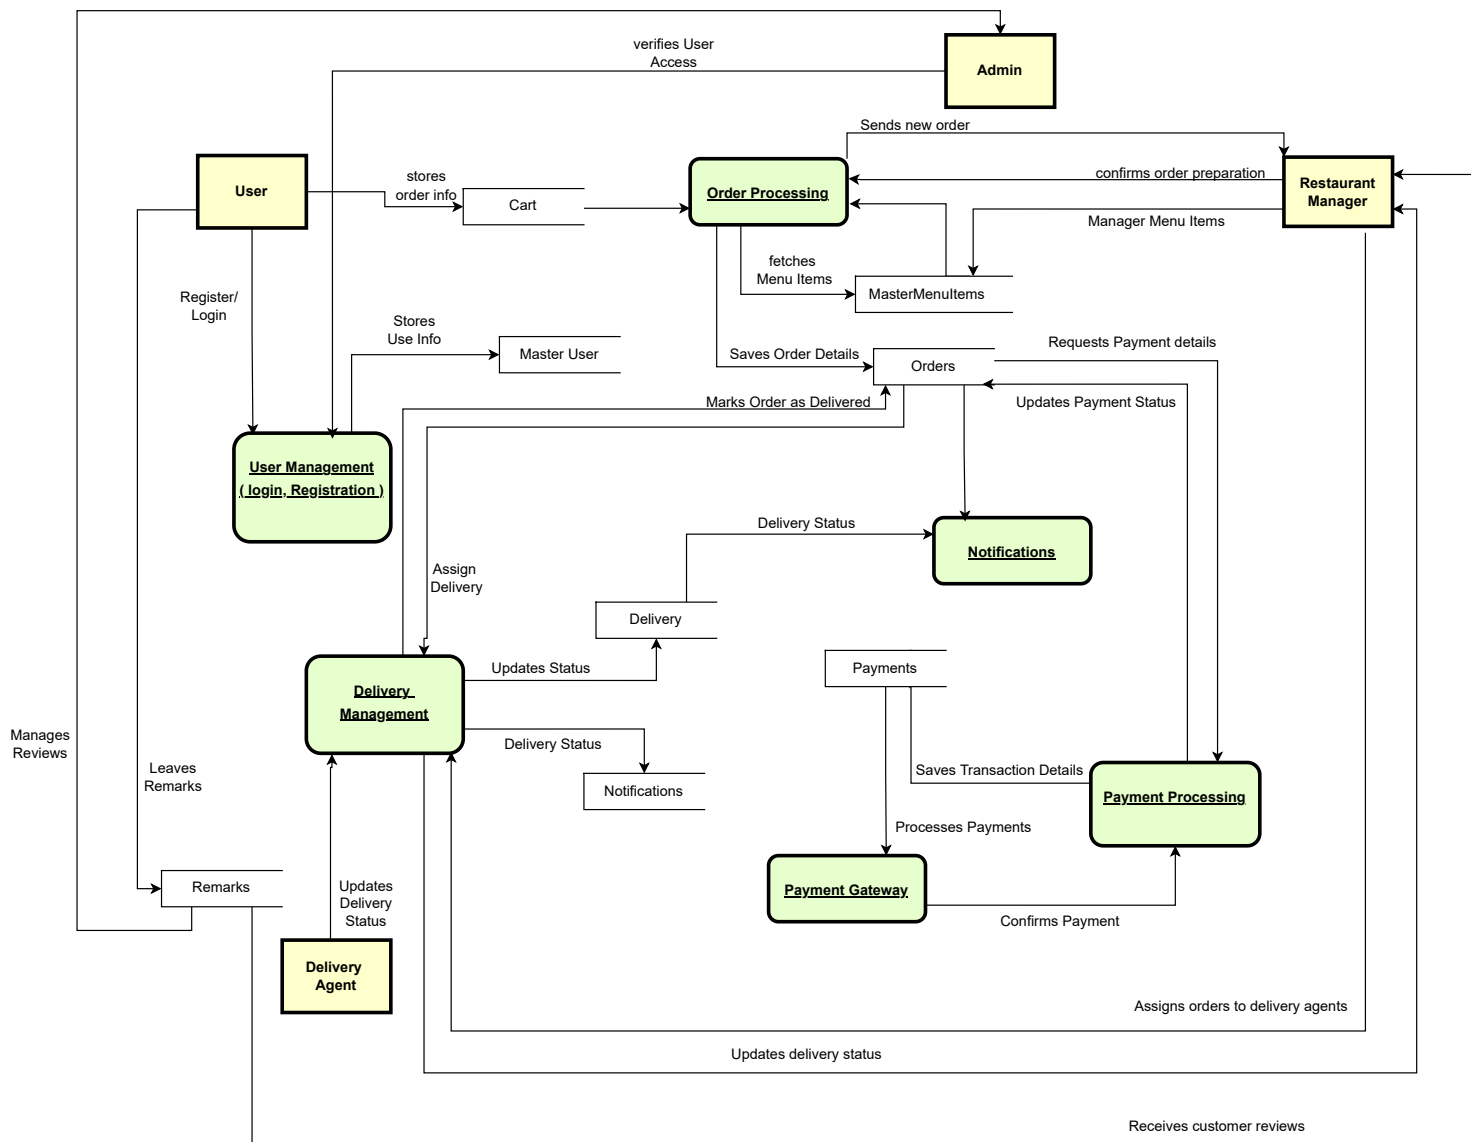 verifies User
Access
Admin
Sends new order
User
stores
order info
Cart
Order Processing
confirms order preparation
Restaurant
Manager
Manager Menu Items
fetches
Menu Items
MasterMenuItems
Register/
Login
Stores
Use Info
Master User
Saves Order Details
Orders
Requests Payment details
Marks Order as Delivered
Updates Payment Status
User Management
( login, Registration )
Delivery Status
Notifications
Assign
Delivery
Delivery
Updates Status
Payments
Delivery
Management
Delivery Status
Manages
Reviews
Leaves
Remarks
Notifications
Saves Transaction Details
Payment Processing
Processes Payments
Remarks
Updates
Delivery
Status
Payment Gateway
Confirms Payment
Delivery
Agent
Assigns orders to delivery agents
Updates delivery status
Receives customer reviews